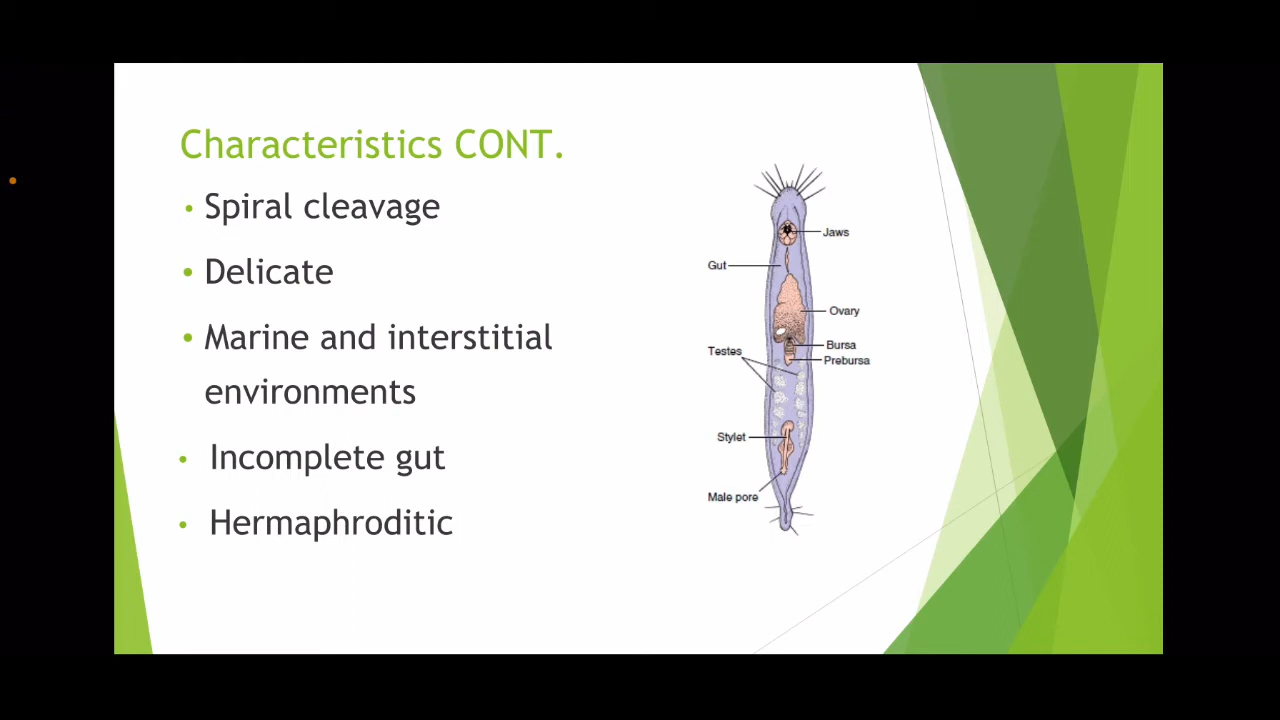 Characteristics CONT.
• Spiral cleavage
• Delicate
• Marine and interstitial
environments
• Incomplete gut
• Hermaphroditic
Jaws
Gut
Ovary
Bursa
Testes
Prebursa
Stylet
Male pore